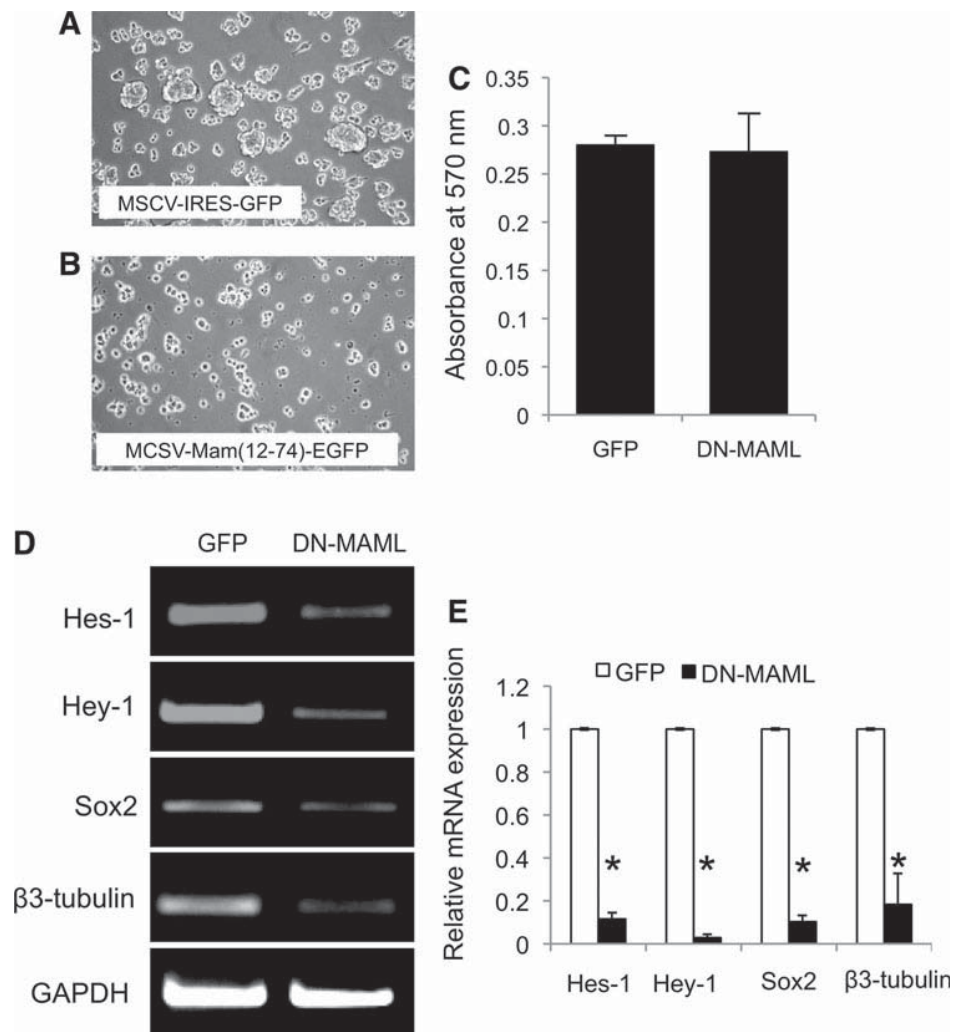 A
MSCV-IRES-GFP
B
MCSV-Mam(12-74)-EGFP
C
Absorbance at 570 nm
0.35
0.3
0.25
0.2
0.15
0.1
0.05
0
GFP DN-MAML
D
GFP DN-MAML
Hes-1
Hey-1
Sox2
β3-tubulin
GAPDH
E
Relative mRNA expression
GFP DN-MAML
1.2
1
0.8
0.6
0.4
0.2
0
* * * *
Hes-1 Hey-1 Sox2 β3-tubulin